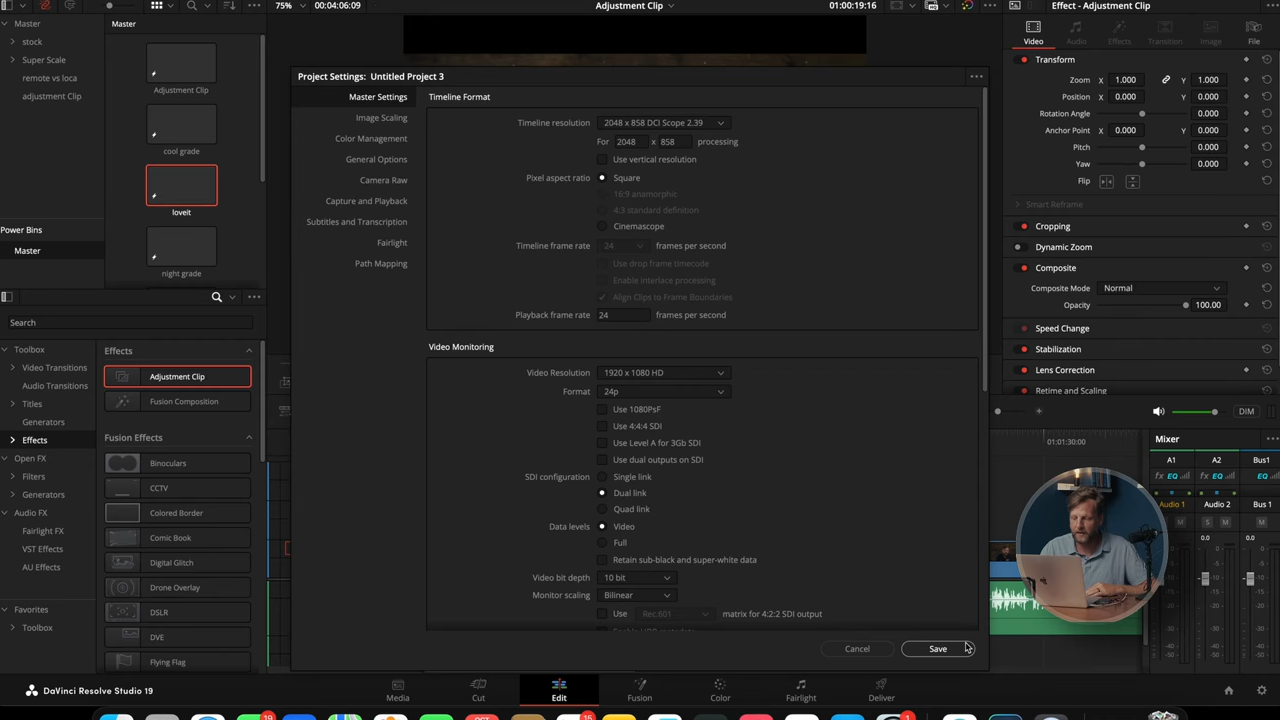 75%
00:04:06:09
Adjustment Clip
01:00:19:16
Effect - Adjustment Clip
Master
stock
Super Scale
remote vs loca
adjustment Clip
Power Bins
Master
Master
Adjustment Clip
cool grade
loveit
night grade
Search
Toolbox
Video Transitions
Audio Transitions
Titles
Generators
Effects
Open FX
Filters
Generators
Audio FX
Fairlight FX
VST Effects
AU Effects
Favorites
Toolbox
Effects
Adjustment Clip
Fusion Composition
Fusion Effects
Binoculars
CCTV
Colored Border
Comic Book
Digital Glitch
Drone Overlay
DSLR
DVE
Flying Flag
Project Settings: Untitled Project 3
Master Settings
Image Scaling
Color Management
General Options
Camera Raw
Capture and Playback
Subtitles and Transcription
Fairlight
Path Mapping
Timeline Format
Timeline resolution 2048 x 858 DCI Scope 2.39
For 2048 x 858 processing
Use vertical resolution
Pixel aspect ratio Square
16:9 anamorphic
4:3 standard definition
Cinemascope
Timeline frame rate 24 frames per second
Use drop frame timecode
Enable interlace processing
Align Clips to Frame Boundaries
Playback frame rate 24 frames per second
Video Monitoring
Video Resolution 1920 x 1080 HD
Format 24p
Use 1080PsF
Use 4:4:4 SDI
Use Level A for 3Gb SDI
Use dual outputs on SDI
SDI configuration Single link
Dual link
Quad link
Data levels Video
Full
Retain sub-black and super-white data
Video bit depth 10 bit
Monitor scaling Bilinear
Use Rec.601 matrix for 4:2:2 SDI output
Cancel
Save
Video
Audio
Effects
Transition
Image
File
Transform
Zoom X 1.000 Y 1.000
Position X 0.000 Y 0.000
Rotation Angle 0.000
Anchor Point X 0.000 Y 0.000
Pitch 0.000
Yaw 0.000
Flip
Smart Reframe
Cropping
Dynamic Zoom
Composite
Composite Mode Normal
Opacity 100.00
Speed Change
Stabilization
Lens Correction
Retime and Scaling
DIM
01:01:30:00
Mixer
A1 A2 Bus1
fx EQ fx EQ EQ
Audio 1 Audio 2 Bus 1
M S M M
0.0 0.0
DaVinci Resolve Studio 19
Media
Cut
Edit
Fusion
Color
Fairlight
Deliver
19
OCT
15
1